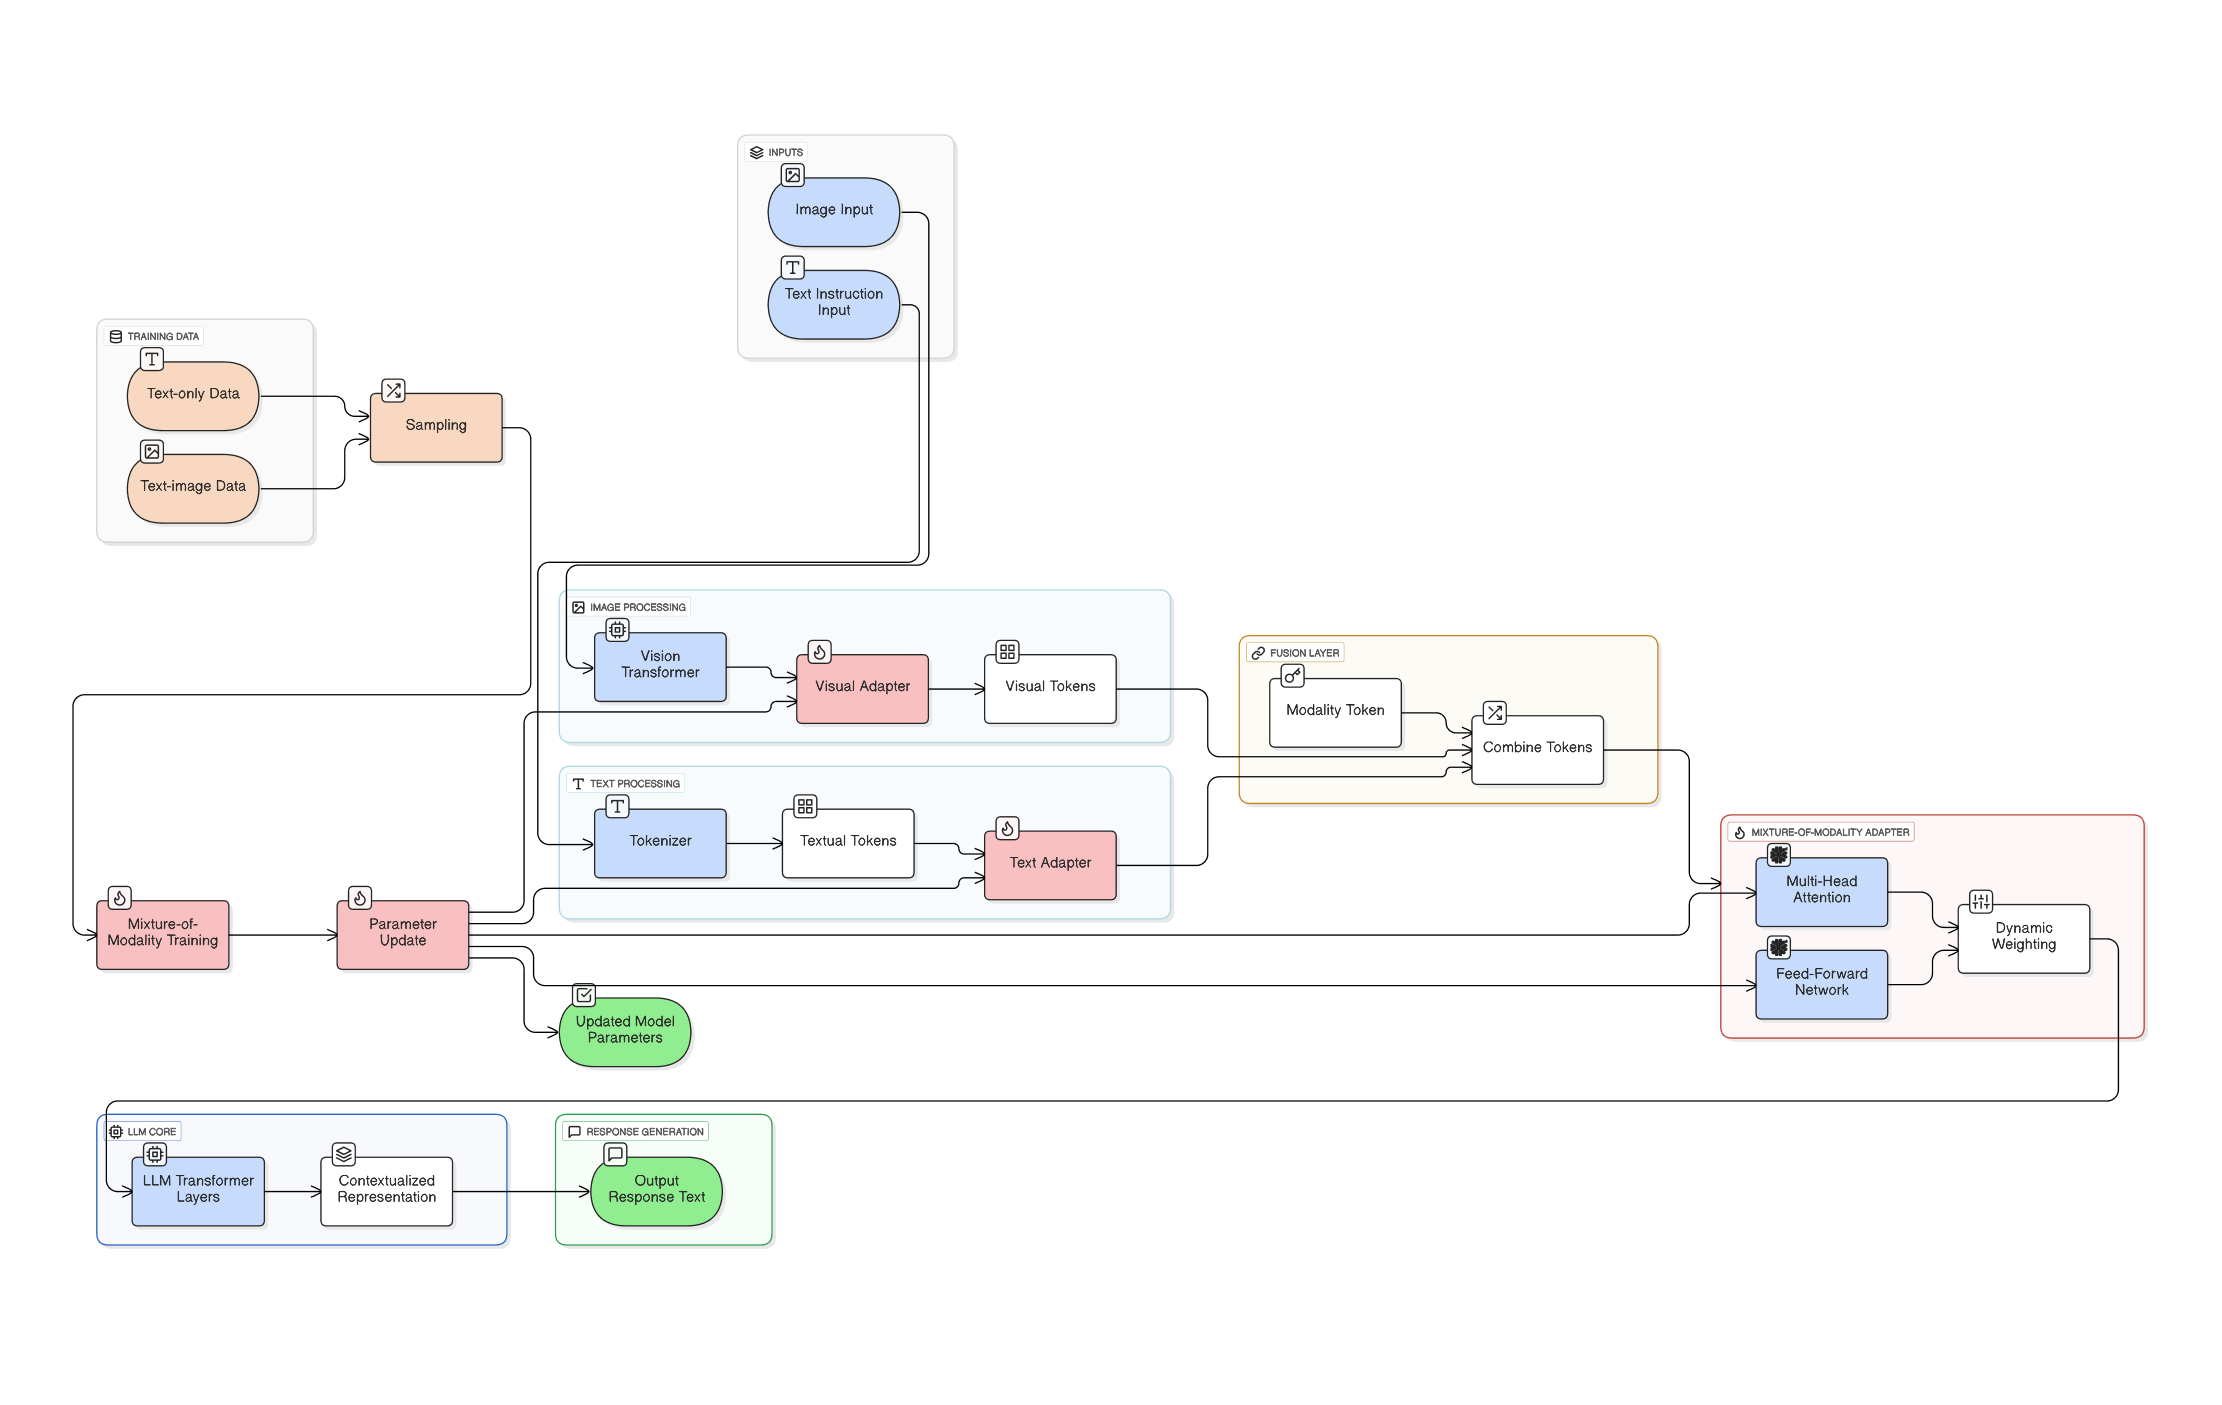 INPUTS
Image Input
Text Instruction
Input
TRAINING DATA
Text-only Data
Text-image Data
Sampling
IMAGE PROCESSING
Vision
Transformer
Visual Adapter
Visual Tokens
TEXT PROCESSING
Tokenizer
Textual Tokens
Text Adapter
FUSION LAYER
Modality Token
Combine Tokens
MIXTURE-OF-MODALITY ADAPTER
Multi-Head
Attention
Feed-Forward
Network
Dynamic
Weighting
Mixture-of-
Modality Training
Parameter
Update
Updated Model
Parameters
LLM CORE
LLM Transformer
Layers
Contextualized
Representation
RESPONSE GENERATION
Output
Response Text